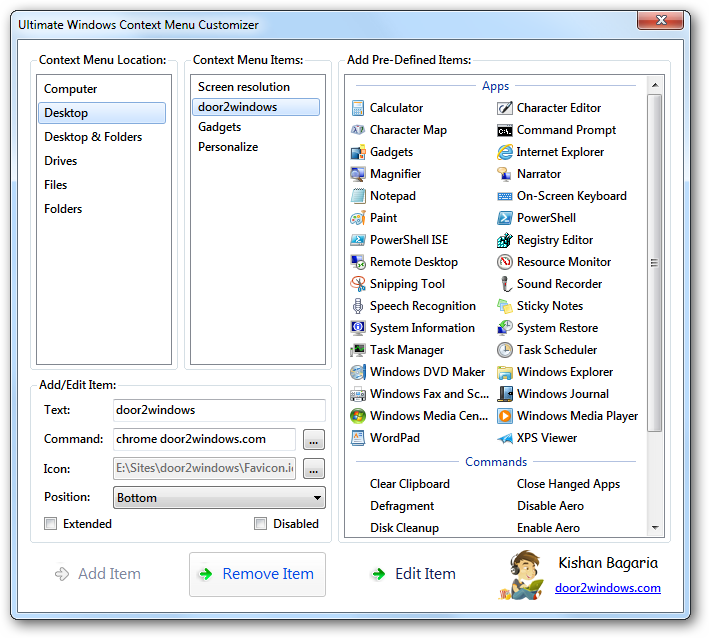 Ultimate Windows Context Menu Customizer
Context Menu Location:
Computer
Desktop
Desktop & Folders
Drives
Files
Folders
Context Menu Items:
Screen resolution
door2windows
Gadgets
Personalize
Add Pre-Defined Items:
Apps
Calculator
Character Editor
Character Map
Command Prompt
Gadgets
Internet Explorer
Magnifier
Narrator
Notepad
On-Screen Keyboard
Paint
PowerShell
PowerShell ISE
Registry Editor
Remote Desktop
Resource Monitor
Snipping Tool
Sound Recorder
Speech Recognition
Sticky Notes
System Information
System Restore
Task Manager
Task Scheduler
Windows DVD Maker
Windows Explorer
Windows Fax and Sc...
Windows Journal
Windows Media Cen...
Windows Media Player
WordPad
XPS Viewer
Commands
Clear Clipboard
Close Hanged Apps
Defragment
Disable Aero
Disk Cleanup
Enable Aero
Add/Edit Item:
Text: door2windows
Command: chrome door2windows.com ...
Icon: E:\Sites\door2windows\Favicon.ic ...
Position: Bottom
Extended
Disabled
Add Item
Remove Item
Edit Item
Kishan Bagaria
door2windows.com